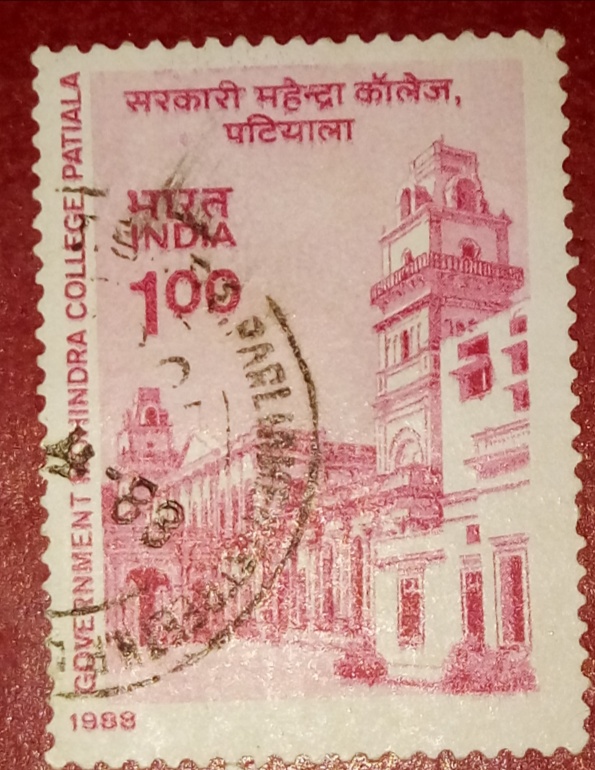 सरकारी महेन्द्रा कॉलेज,
पटियाला
भारत
INDIA
100
GOVERNMENT MOHINDRA COLLEGE, PATIALA
1988